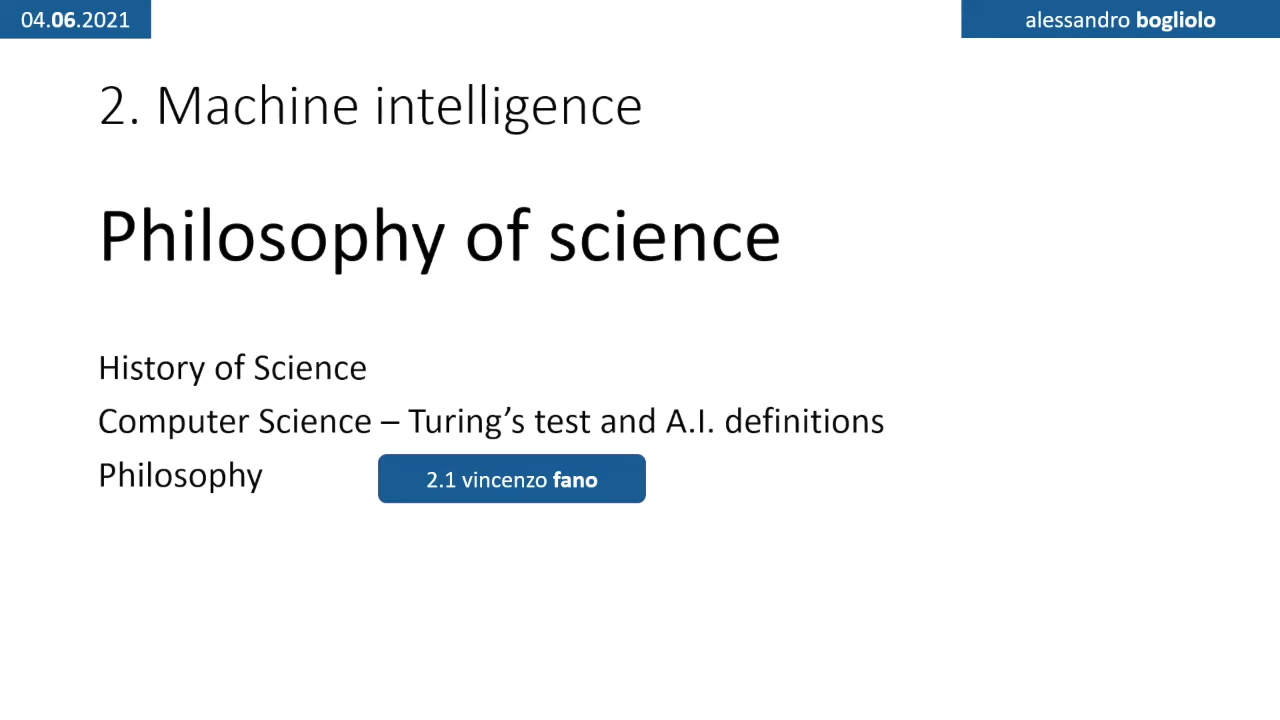 04.06.2021
alessandro bogliolo
2. Machine intelligence
Philosophy of science
History of Science
Computer Science – Turing’s test and A.I. definitions
Philosophy
2.1 vincenzo fano